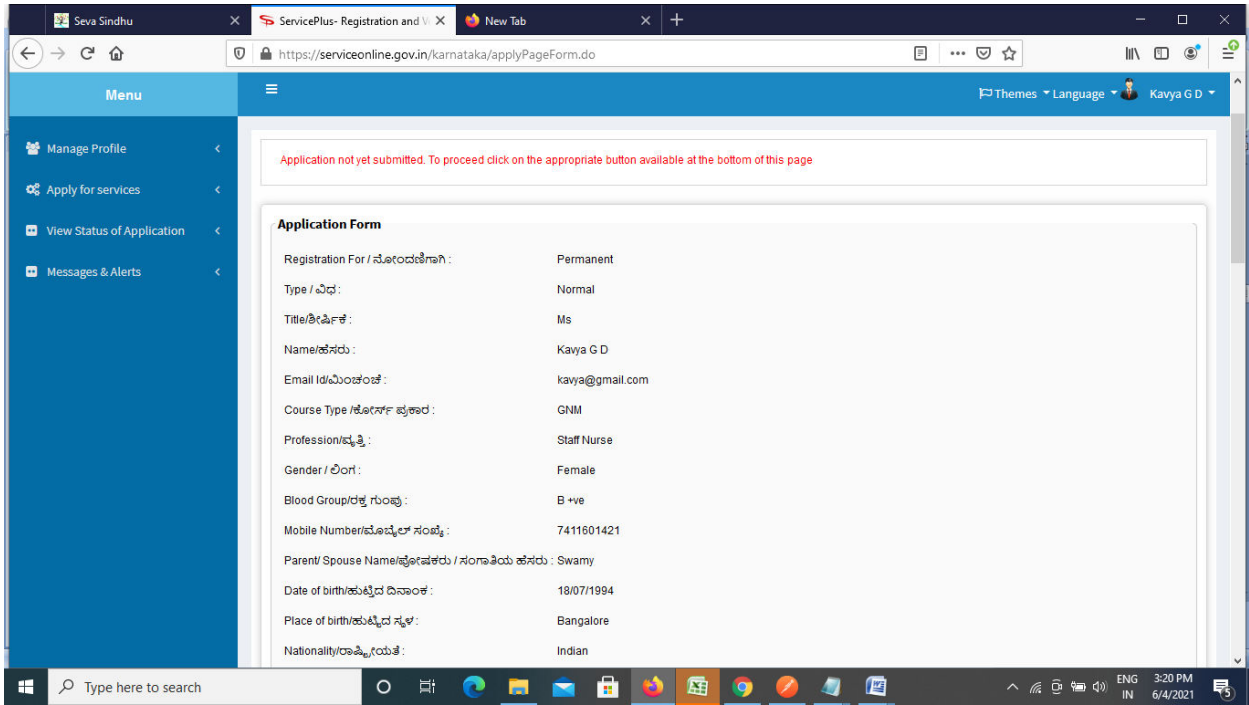 Seva Sindhu
ServicePlus- Registration and V
New Tab
https://serviceonline.gov.in/karnataka/applyPageForm.do
Menu
Themes Language Kavya G D
Manage Profile
Apply for services
View Status of Application
Messages & Alerts
Application not yet submitted. To proceed click on the appropriate button available at the bottom of this page
Application Form
Registration For / ನೋಂದಣಿಗಾಗಿ : Permanent
Type / ವಿಧ : Normal
Title/ಶೀರ್ಷಿಕೆ : Ms
Name/ಹೆಸರು : Kavya G D
Email Id/ಮಿಂಚಂಚೆ : kavya@gmail.com
Course Type /ಕೋರ್ಸ್ ಪ್ರಕಾರ : GNM
Profession/ವೃತ್ತಿ : Staff Nurse
Gender / ಲಿಂಗ : Female
Blood Group/ರಕ್ತ ಗುಂಪು : B +ve
Mobile Number/ಮೊಬೈಲ್ ಸಂಖ್ಯೆ : 7411601421
Parent/ Spouse Name/ಪೋಷಕರು / ಸಂಗಾತಿಯ ಹೆಸರು : Swamy
Date of birth/ಹುಟ್ಟಿದ ದಿನಾಂಕ : 18/07/1994
Place of birth/ಹುಟ್ಟಿದ ಸ್ಥಳ : Bangalore
Nationality/ರಾಷ್ಟ್ರೀಯತೆ : Indian
Type here to search
ENG
IN
3:20 PM
6/4/2021
5